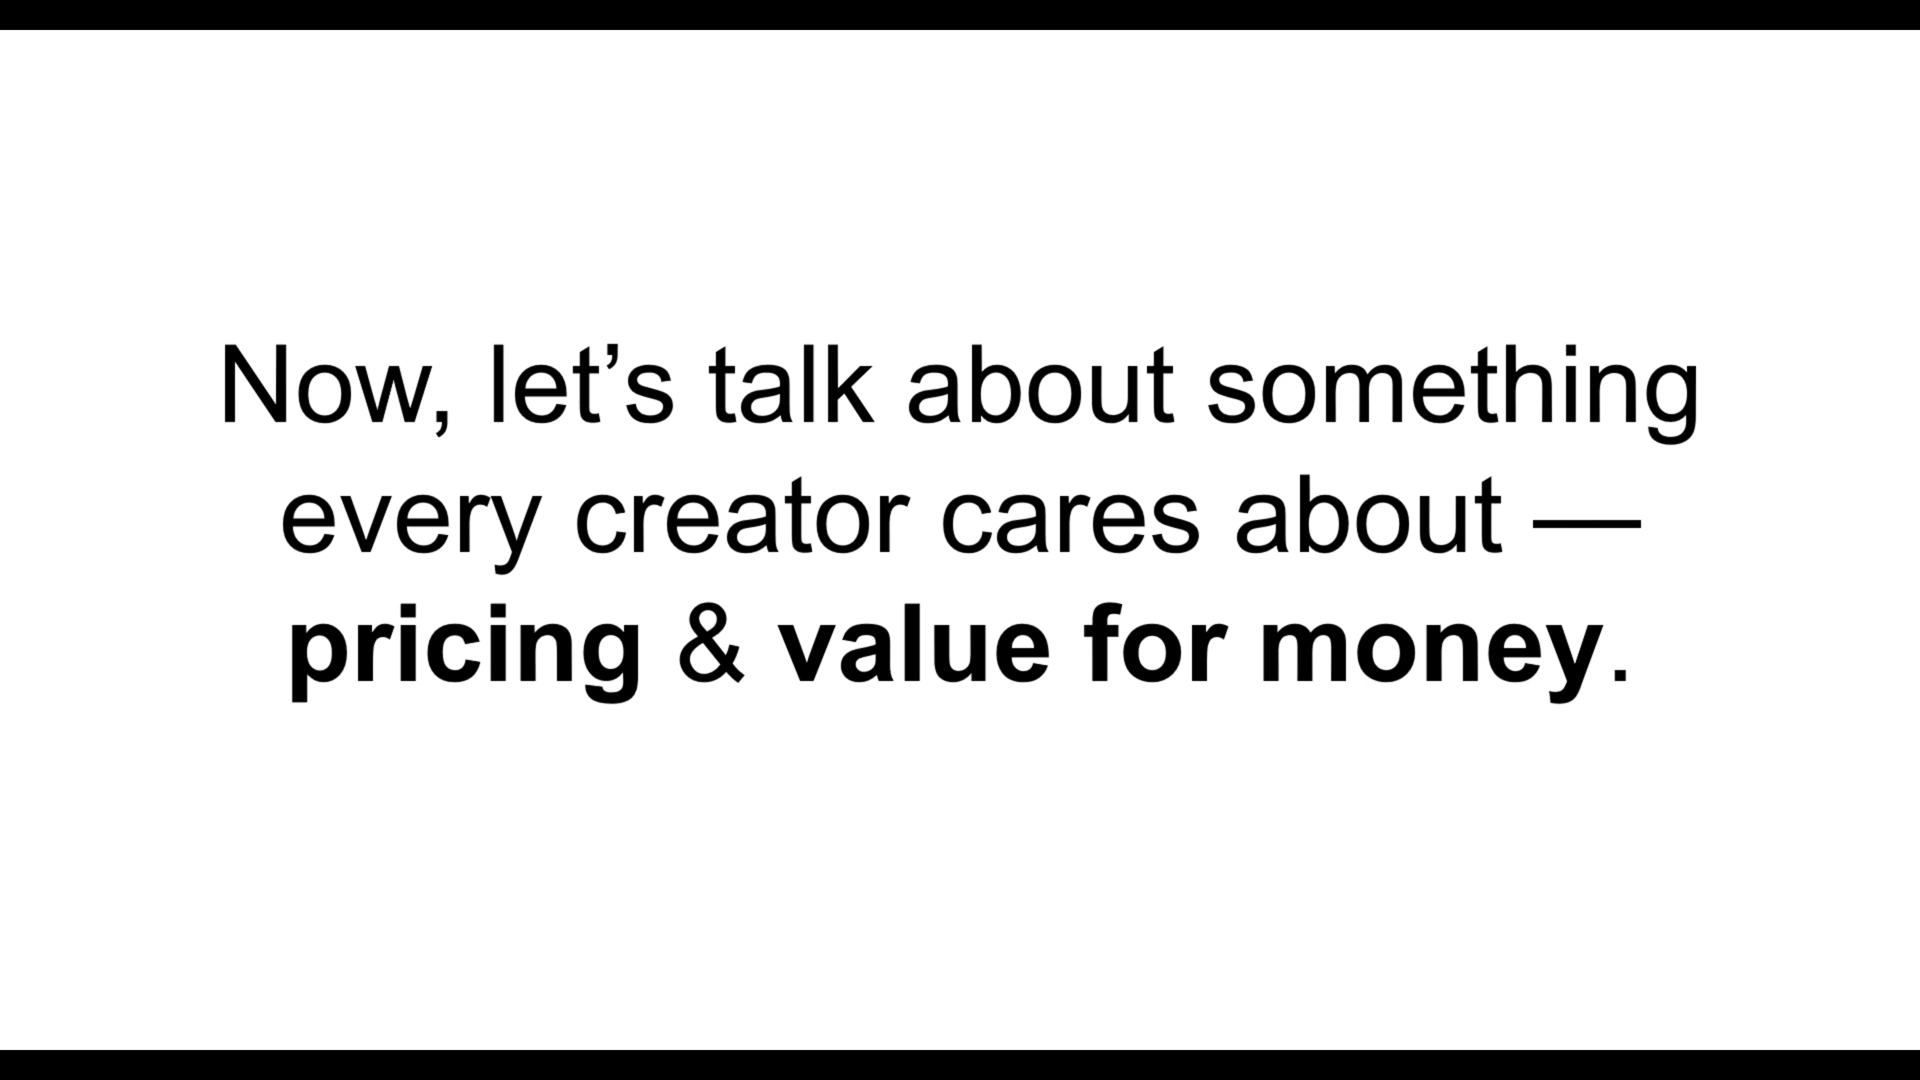 Now, let’s talk about something
every creator cares about —
pricing & value for money.